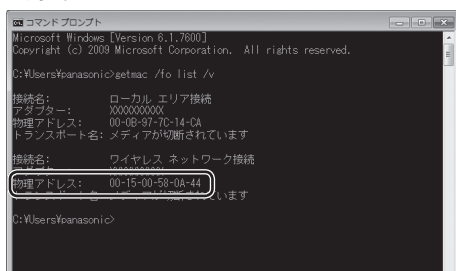 コマンド プロンプト
Microsoft Windows [Version 6.1.7600]
Copyright (c) 2009 Microsoft Corporation.  All rights reserved.
C:¥Users¥panasonic>getmac /fo list /v
接続名:          ローカル エリア接続
アダプター:      XXXXXXXXXX
物理アドレス:    00-0B-97-7C-14-CA
トランスポート名: メディアが切断されています
接続名:          ワイヤレス ネットワーク接続
物理アドレス:    00-15-00-58-0A-44
C:¥Users¥panasonic>